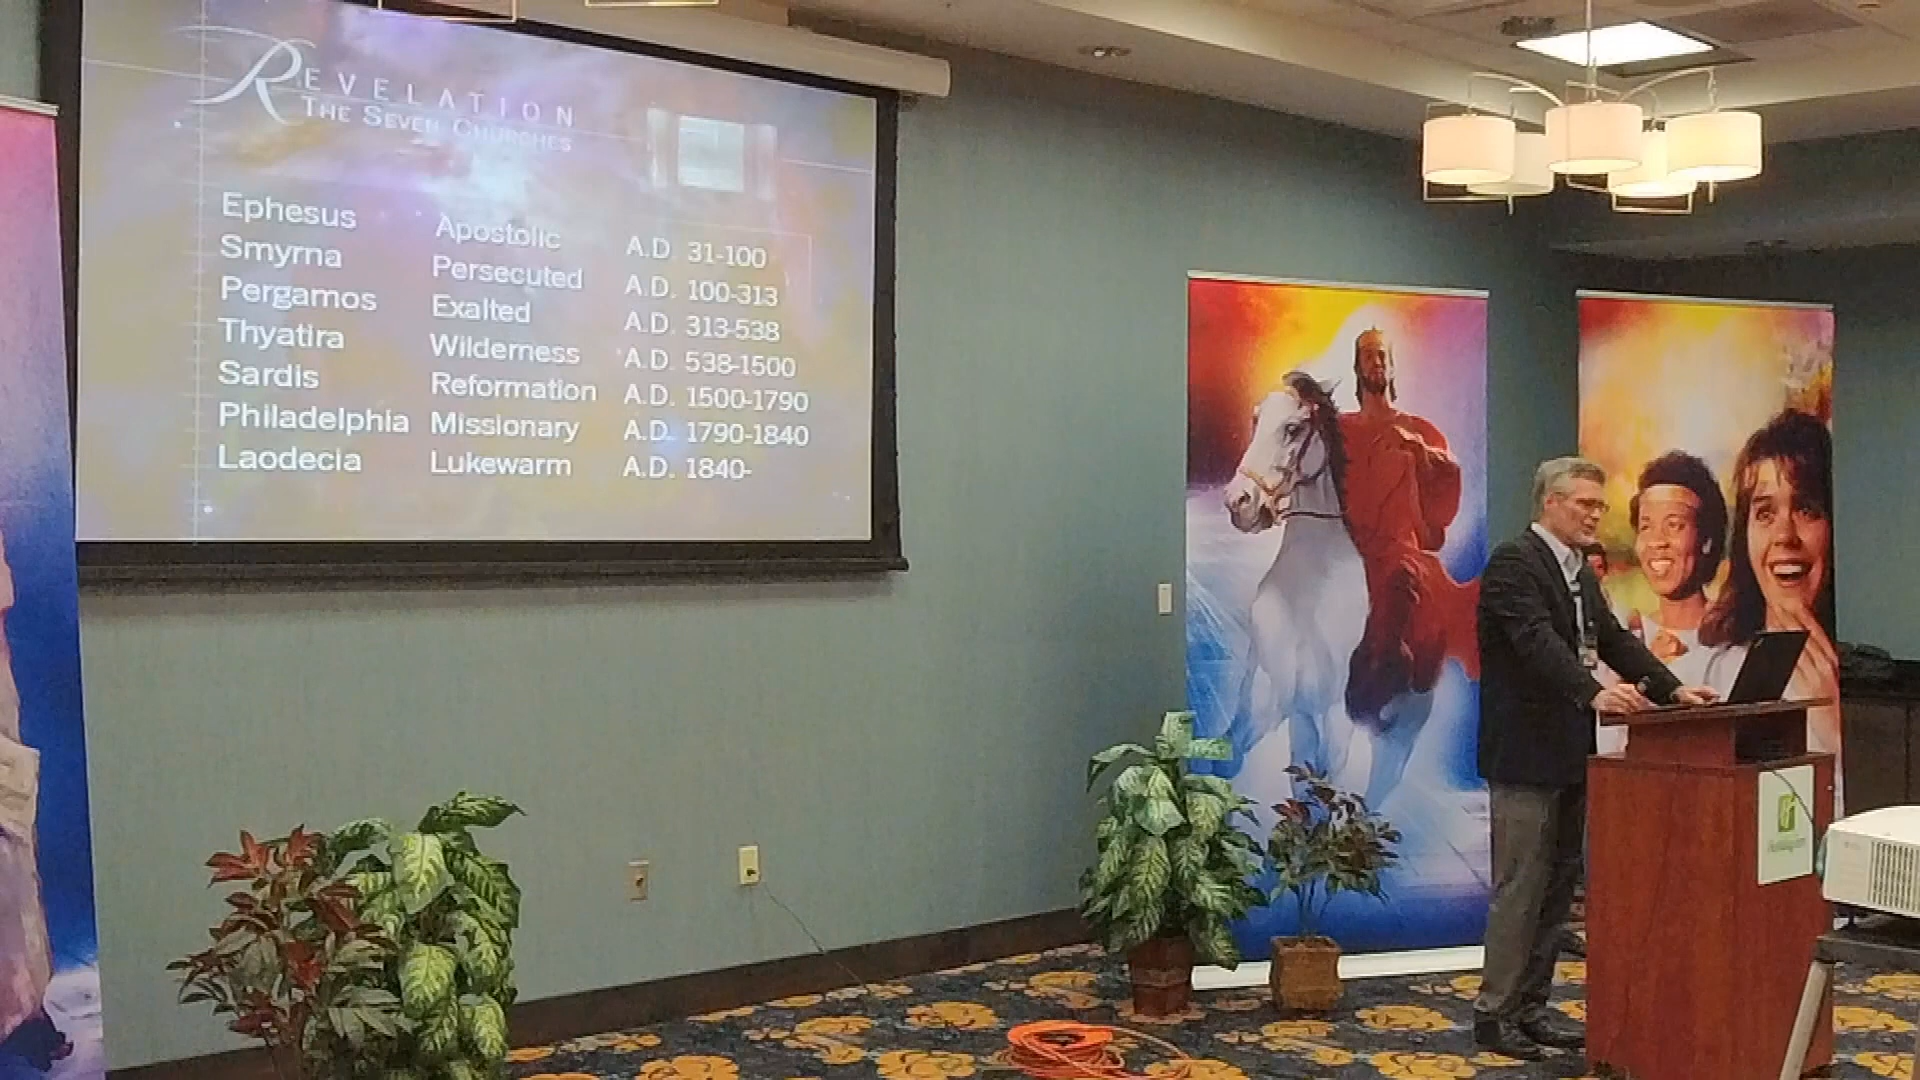 REVELATION
THE SEVEN CHURCHES
Ephesus Apostolic A.D. 31-100
Smyrna Persecuted A.D. 100-313
Pergamos Exalted A.D. 313-538
Thyatira Wilderness A.D. 538-1500
Sardis Reformation A.D. 1500-1790
Philadelphia Missionary A.D. 1790-1840
Laodecia Lukewarm A.D. 1840-